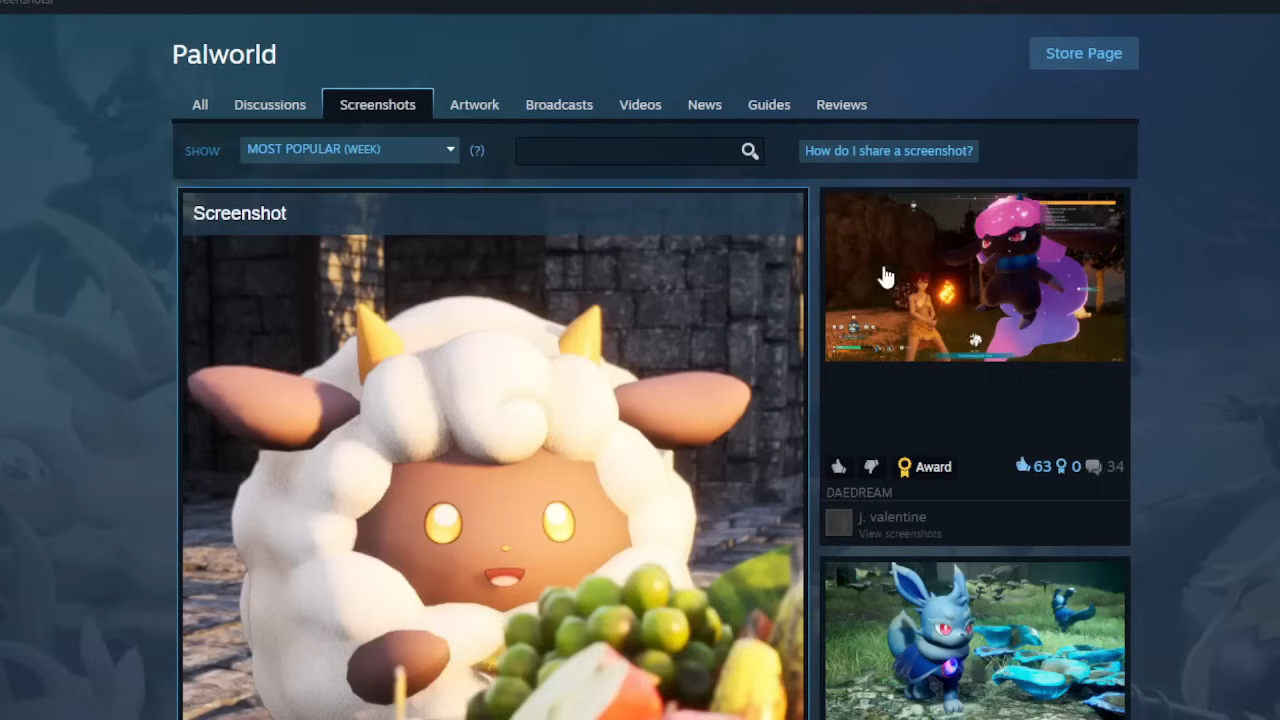 Palworld
Store Page
All Discussions Screenshots Artwork Broadcasts Videos News Guides Reviews
SHOW MOST POPULAR (WEEK) (?) How do I share a screenshot?
Screenshot
Award 63 0 34
DAEDREAM
j. valentine
View screenshots